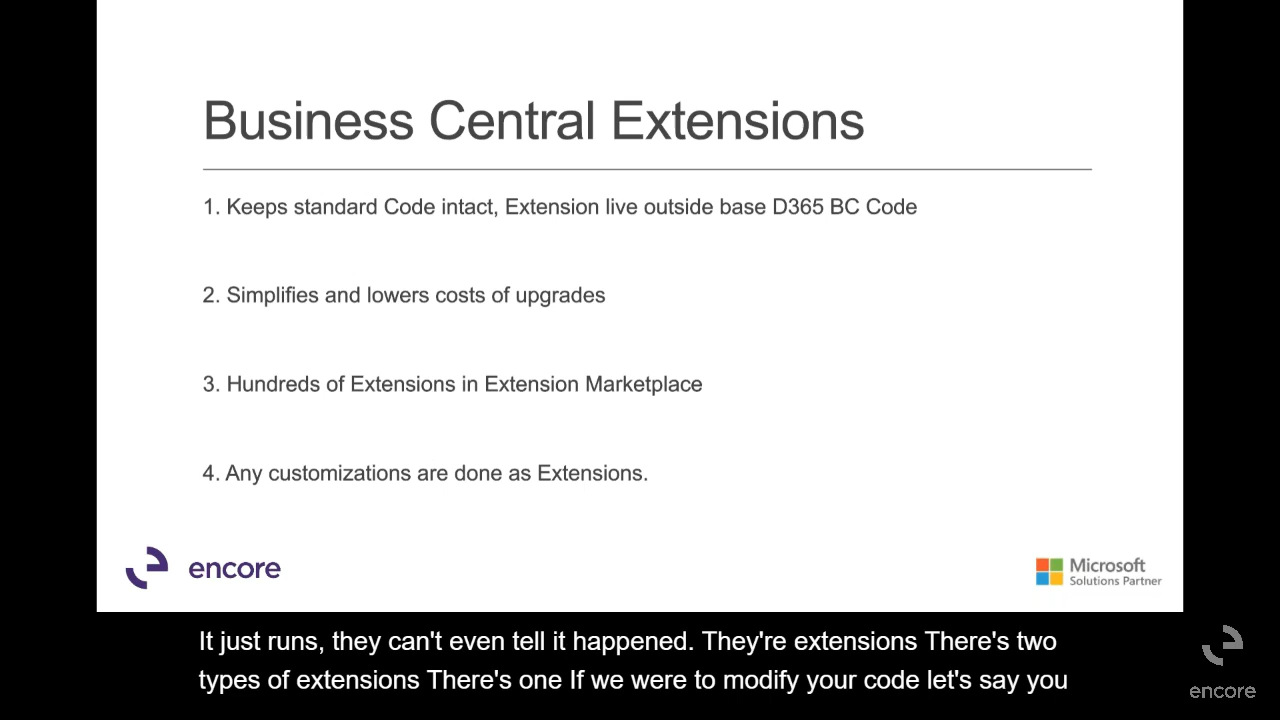 Business Central Extensions
1. Keeps standard Code intact, Extension live outside base D365 BC Code
2. Simplifies and lowers costs of upgrades
3. Hundreds of Extensions in Extension Marketplace
4. Any customizations are done as Extensions.
encore
Microsoft
Solutions Partner
It just runs, they can't even tell it happened. They're extensions There's two
types of extensions There's one If we were to modify your code let's say you
encore